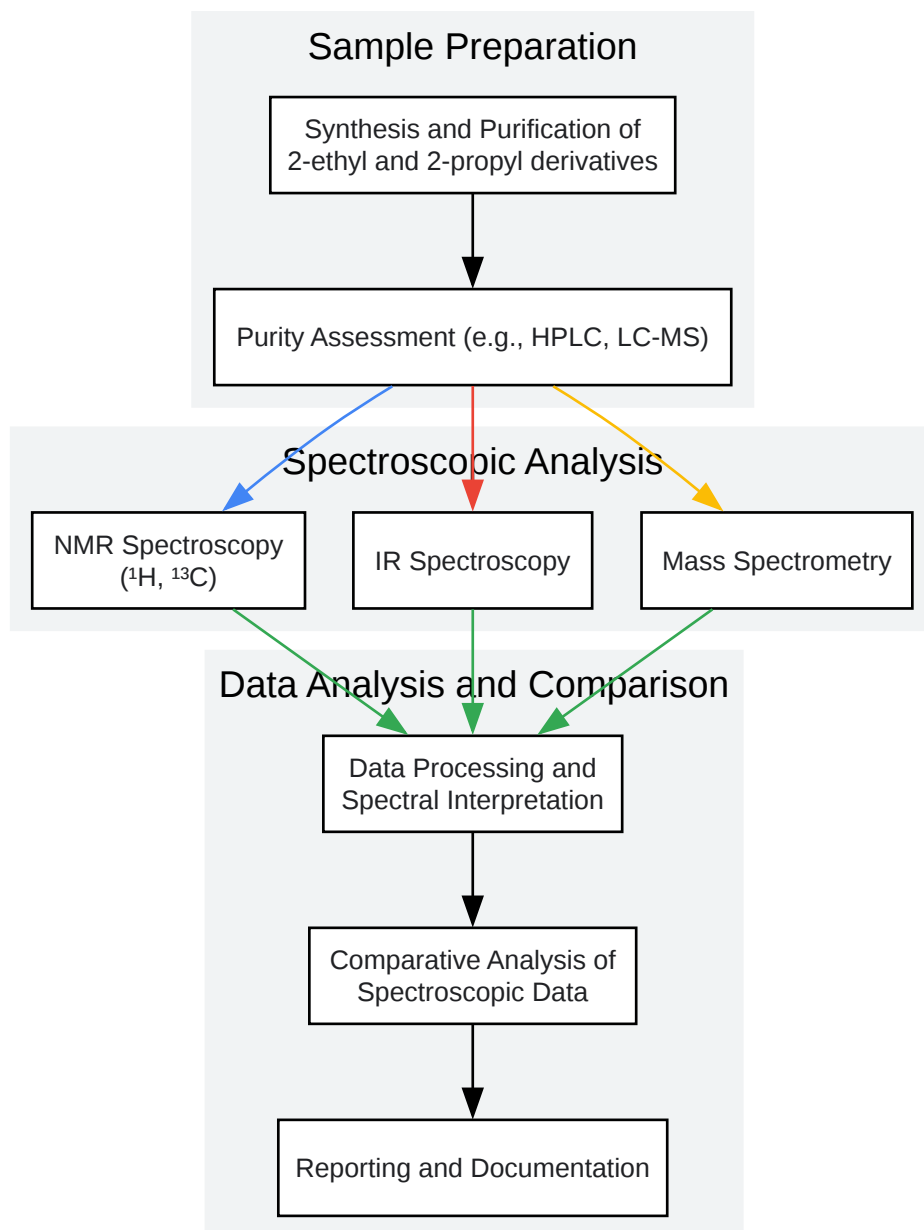 Sample Preparation
Synthesis and Purification of
2-ethyl and 2-propyl derivatives
Purity Assessment (e.g., HPLC, LC-MS)
Spectroscopic Analysis
NMR Spectroscopy
(¹H, ¹³C)
IR Spectroscopy
Mass Spectrometry
Data Analysis and Comparison
Data Processing and
Spectral Interpretation
Comparative Analysis of
Spectroscopic Data
Reporting and Documentation